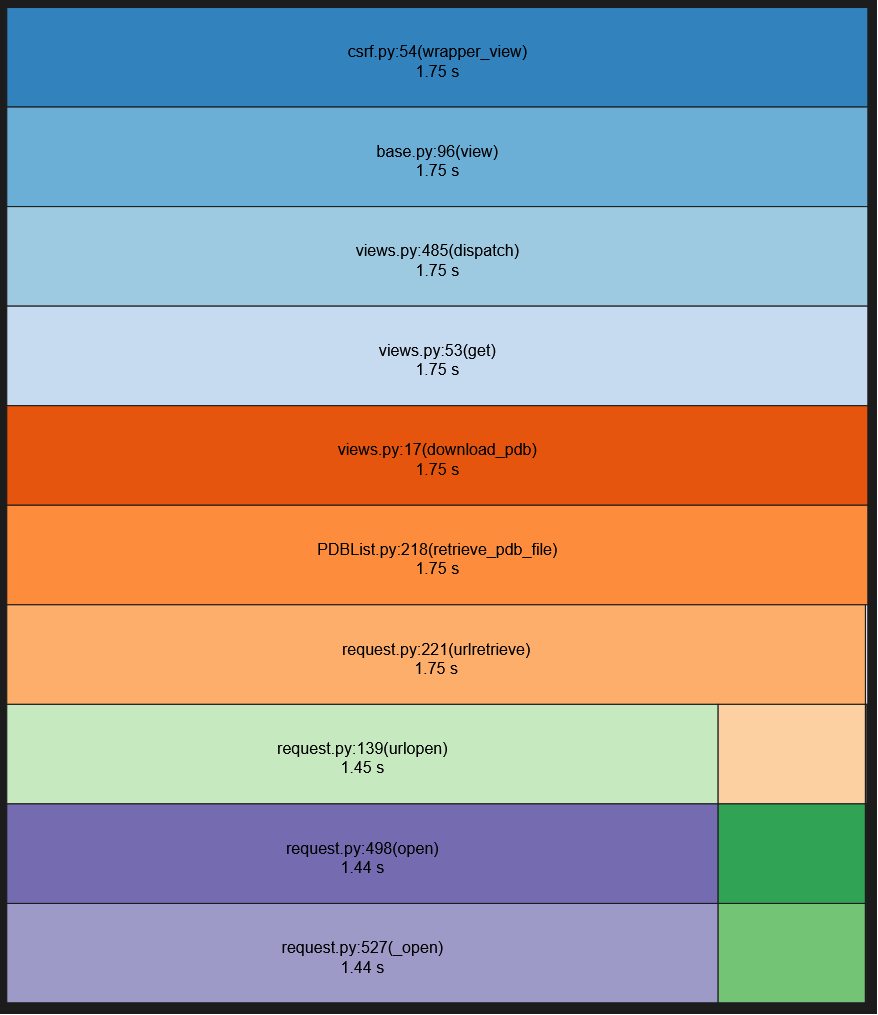 csrf.py:54(wrapper_view)
1.75 s
base.py:96(view)
1.75 s
views.py:485(dispatch)
1.75 s
views.py:53(get)
1.75 s
views.py:17(download_pdb)
1.75 s
PDBList.py:218(retrieve_pdb_file)
1.75 s
request.py:221(urlretrieve)
1.75 s
request.py:139(urlopen)
1.45 s
request.py:498(open)
1.44 s
request.py:527(_open)
1.44 s